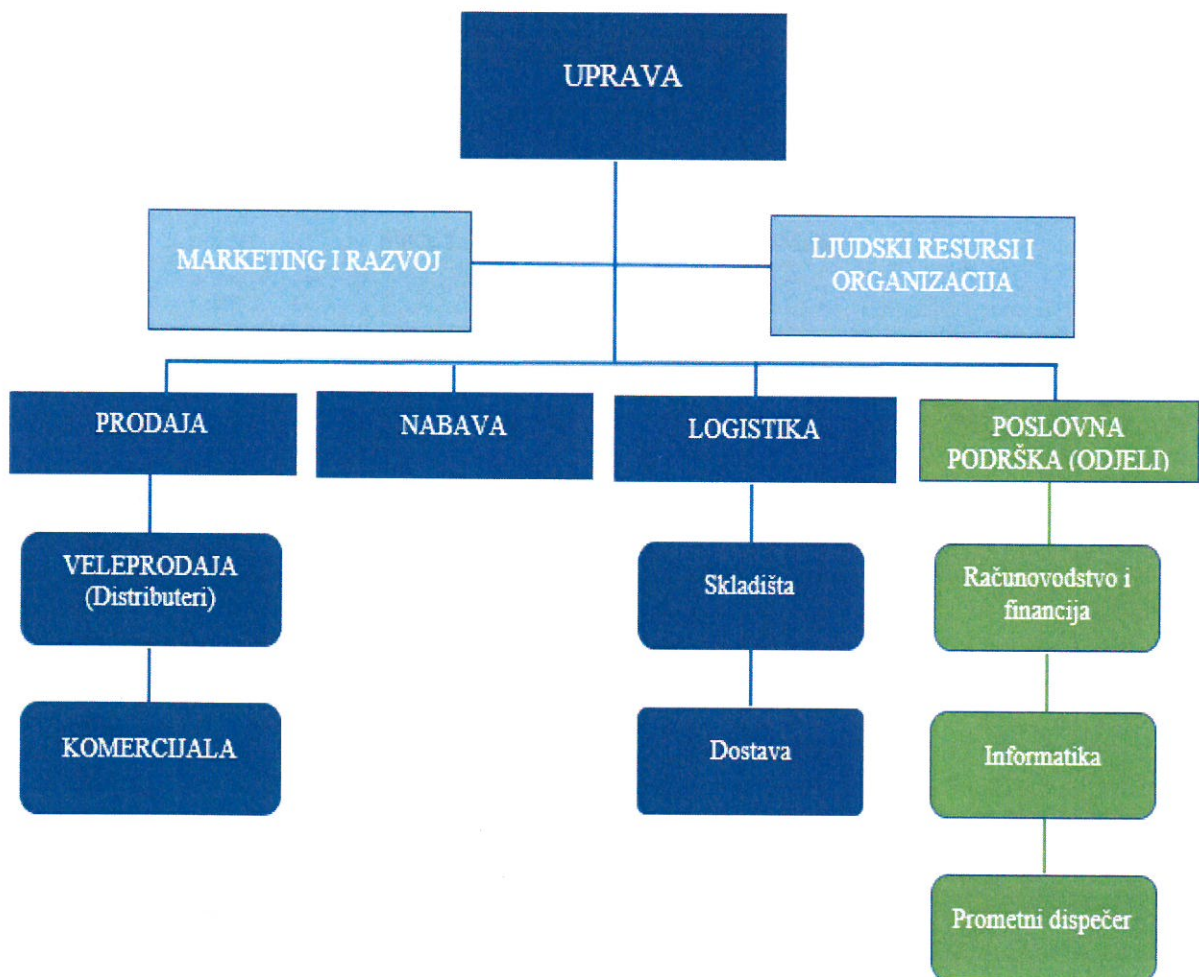 UPRAVA
MARKETING I RAZVOJ
LJUDSKI RESURSI I
ORGANIZACIJA
PRODAJA
NABAVA
LOGISTIKA
POSLOVNA
PODRŠKA (ODJELI)
VELEPRODAJA
(Distributeri)
Skladišta
Računovodstvo i
financija
KOMERCIJALA
Dostava
Informatika
Prometni dispečer